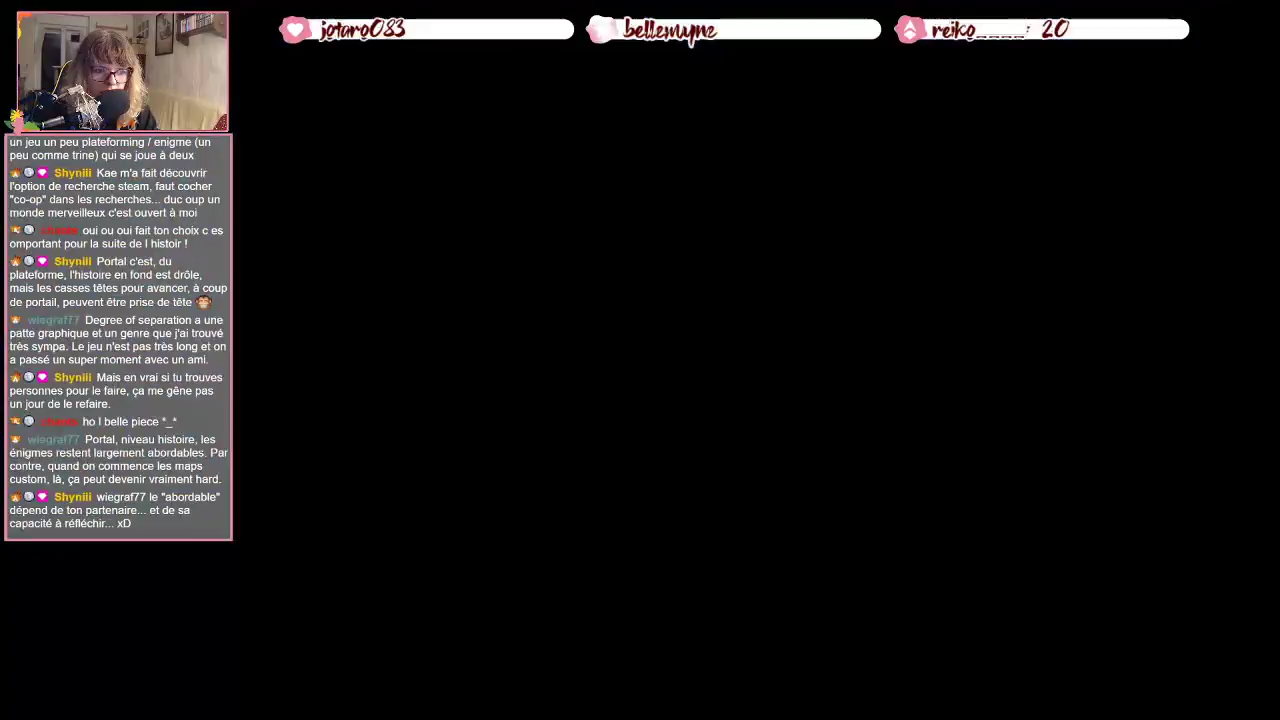 jotaro083
bellemyne
reiko_____: 20
un jeu un peu plateforming / enigme (un
peu comme trine) qui se joue à deux
Shyniii Kae m'a fait découvrir
l'option de recherche steam, faut cocher
"co-op" dans les recherches... duc oup un
monde merveilleux c'est ouvert à moi
oui ou oui fait ton choix c es
omportant pour la suite de l histoir !
Shyniii Portal c'est, du
plateforme, l'histoire en fond est drôle,
mais les casses têtes pour avancer, à coup
de portail, peuvent être prise de tête
wiegraf77 Degree of separation a une
patte graphique et un genre que j'ai trouvé
très sympa. Le jeu n'est pas très long et on
a passé un super moment avec un ami.
Shyniii Mais en vrai si tu trouves
personnes pour le faire, ça me gêne pas
un jour de le refaire.
ho l belle piece *_*
wiegraf77 Portal, niveau histoire, les
énigmes restent largement abordables. Par
contre, quand on commence les maps
custom, là, ça peut devenir vraiment hard.
Shyniii wiegraf77 le "abordable"
dépend de ton partenaire... et de sa
capacité à réfléchir... xD